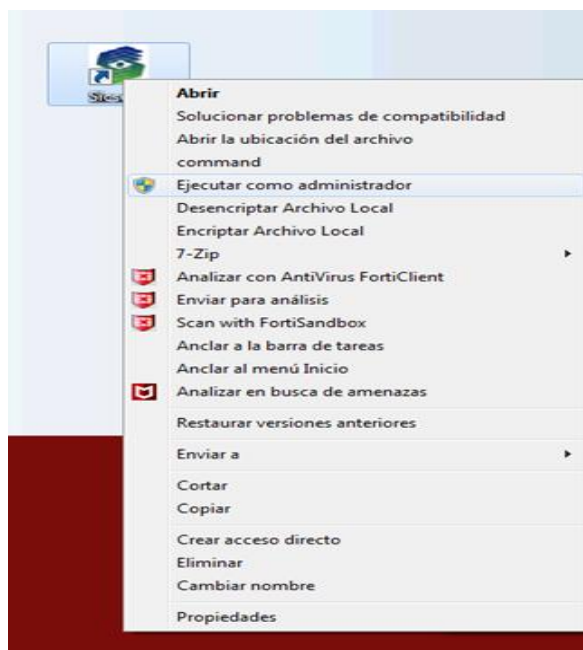 Abrir
Solucionar problemas de compatibilidad
Abrir la ubicación del archivo
command
Ejecutar como administrador
Desencriptar Archivo Local
Encriptar Archivo Local
7-Zip
Analizar con AntiVirus FortiClient
Enviar para análisis
Scan with FortiSandbox
Anclar a la barra de tareas
Anclar al menú Inicio
Analizar en busca de amenazas
Restaurar versiones anteriores
Enviar a
Cortar
Copiar
Crear acceso directo
Eliminar
Cambiar nombre
Propiedades